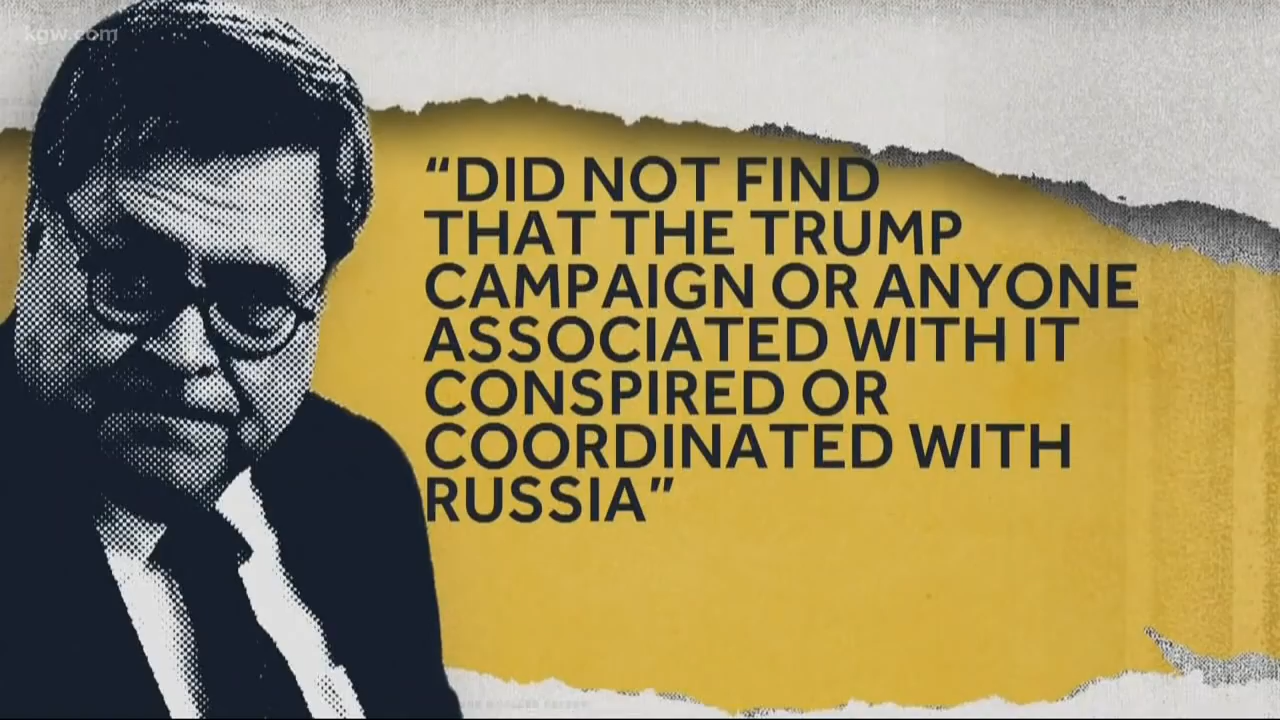 kgw.com
“DID NOT FIND
THAT THE TRUMP
CAMPAIGN OR ANYONE
ASSOCIATED WITH IT
CONSPIRED OR
COORDINATED WITH
RUSSIA”